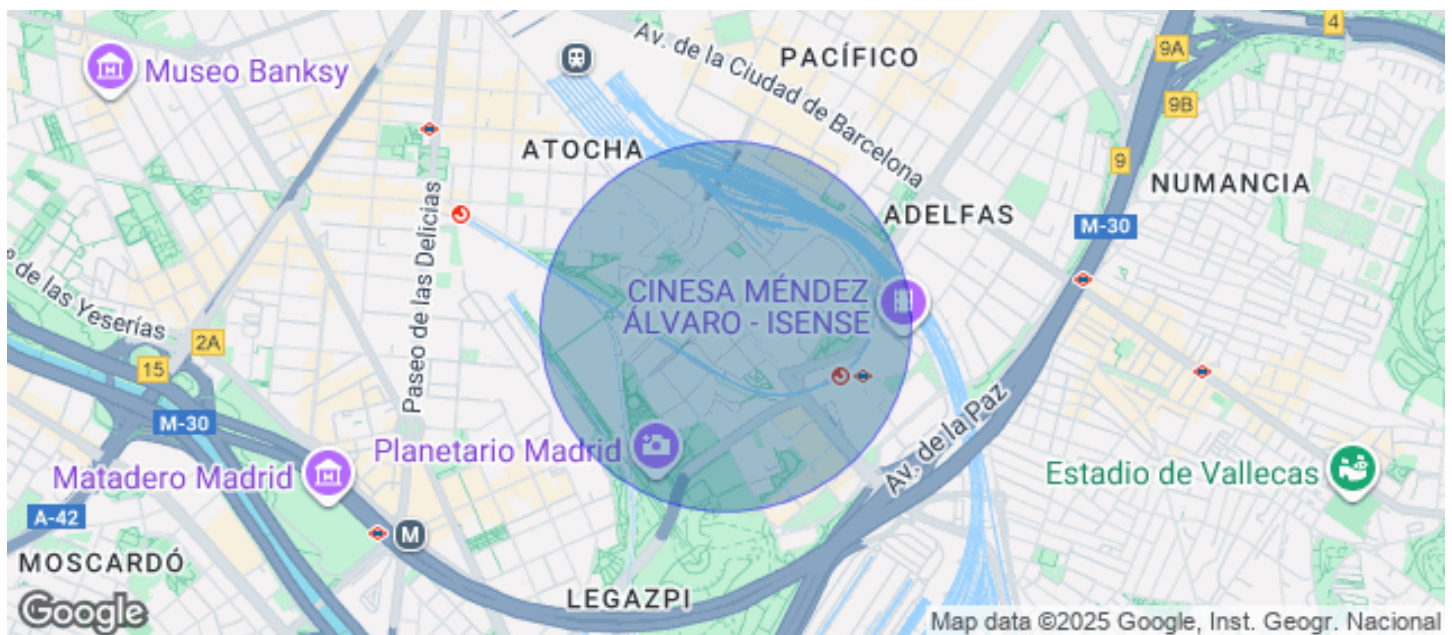 4
Av. de la Ciudad de Barcelona
PACÍFICO
9A
Museo Banksy
9B
ATOCHA
9
NUMANCIA
Paseo de las Delicias
ADELFAS
M-30
º de las Yeserías
CINESA MÉNDEZ
ÁLVARO - ISENSE
2A
15
M-30
Av. de la Paz
Planetario Madrid
Matadero Madrid
Estadio de Vallecas
A-42
M
MOSCARDÓ
LEGAZPI
Google
Map data ©2025 Google, Inst. Geogr. Nacional